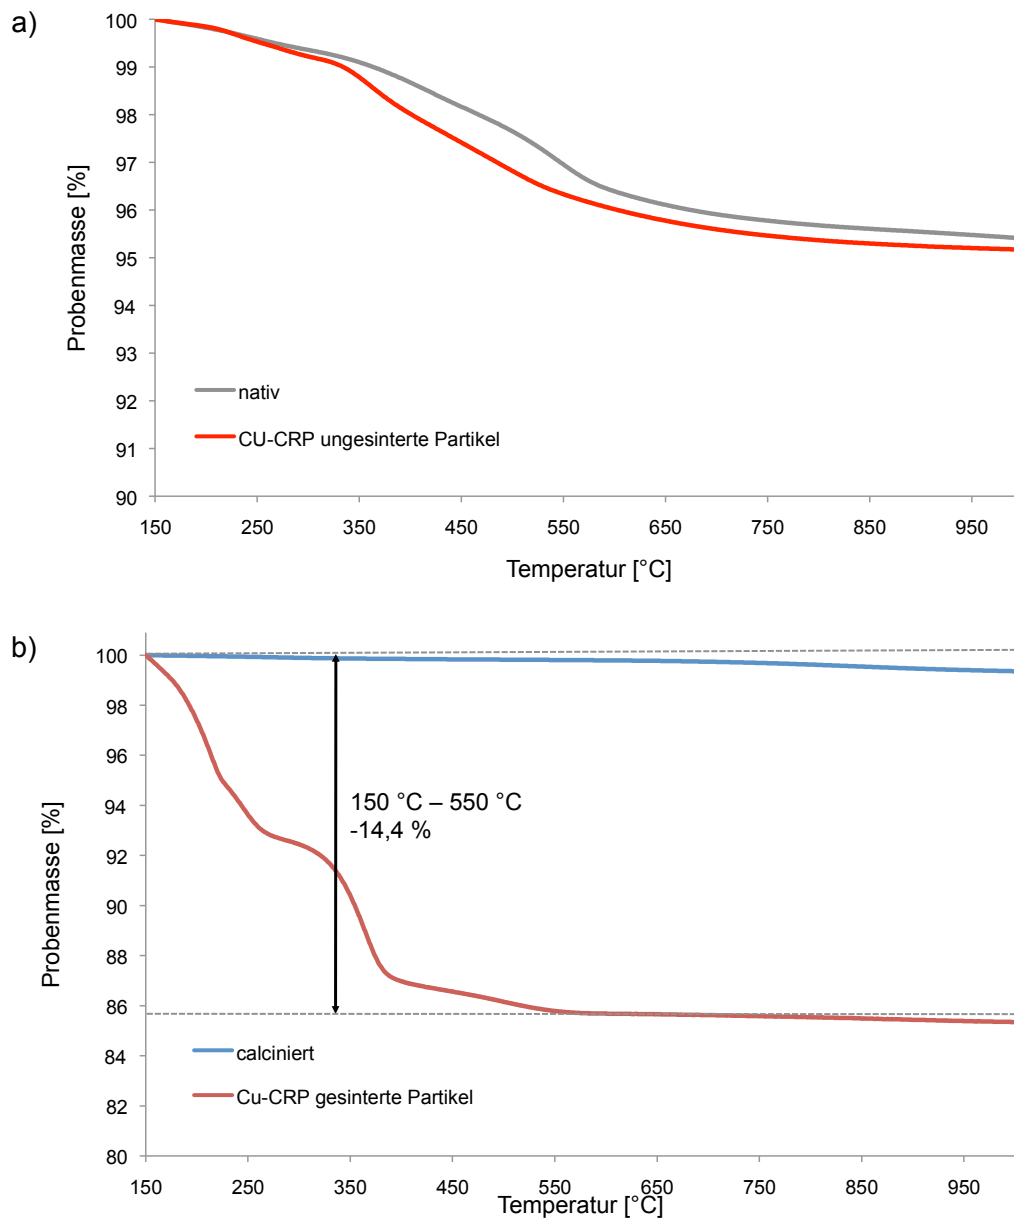 a)
Probenmasse [%]
100
99
98
97
96
95
94
93
92
91
90
nativ
CU-CRP ungesinterte Partikel
150 250 350 450 550 650 750 850 950
Temperatur [°C]
b)
Probenmasse [%]
100
98
96
94
92
90
88
86
84
82
80
150 °C – 550 °C
-14,4 %
calciniert
Cu-CRP gesinterte Partikel
150 250 350 450 550 650 750 850 950
Temperatur [°C]